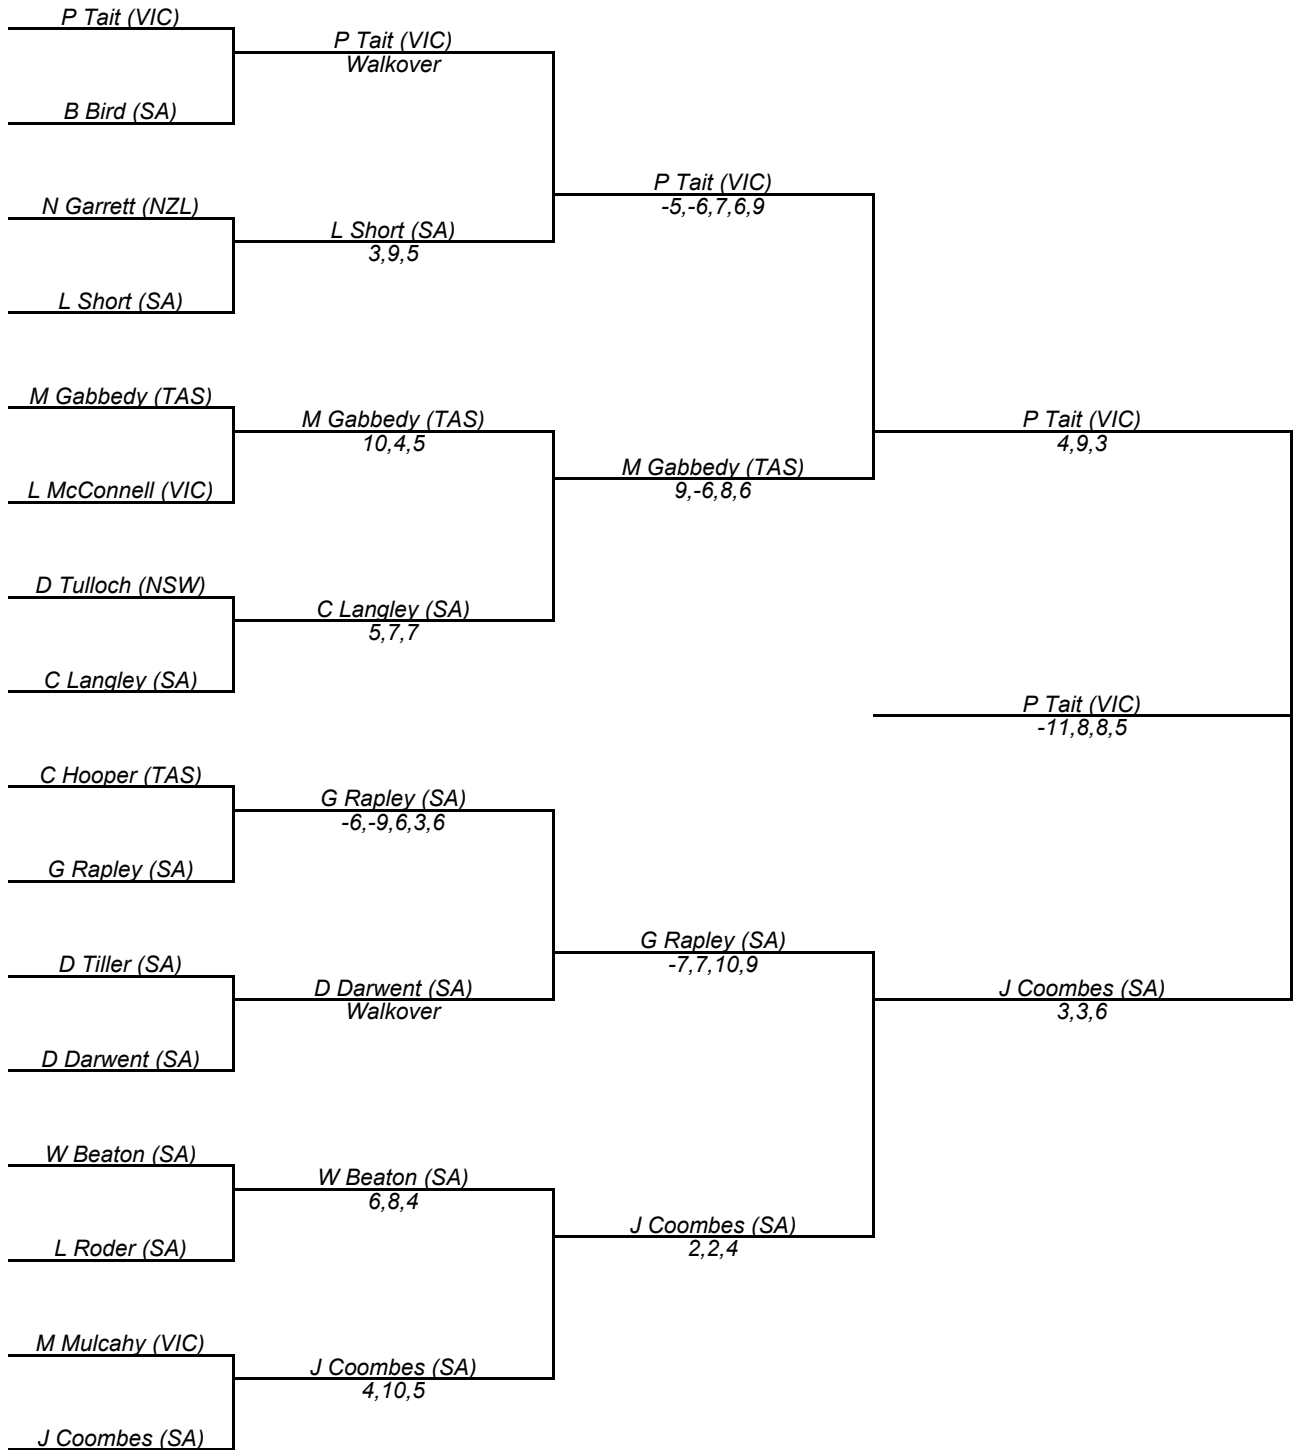 P Tait (VIC)
B Bird (SA)
N Garrett (NZL)
L Short (SA)
M Gabbedy (TAS)
L McConnell (VIC)
D Tulloch (NSW)
C Langley (SA)
C Hooper (TAS)
G Rapley (SA)
D Tiller (SA)
D Darwent (SA)
W Beaton (SA)
L Roder (SA)
M Mulcahy (VIC)
J Coombes (SA)
P Tait (VIC)
Walkover
L Short (SA)
3,9,5
M Gabbedy (TAS)
10,4,5
C Langley (SA)
5,7,7
G Rapley (SA)
-6,-9,6,3,6
D Darwent (SA)
Walkover
W Beaton (SA)
6,8,4
J Coombes (SA)
4,10,5
P Tait (VIC)
-5,-6,7,6,9
M Gabbedy (TAS)
9,-6,8,6
G Rapley (SA)
-7,7,10,9
J Coombes (SA)
2,2,4
P Tait (VIC)
4,9,3
J Coombes (SA)
3,3,6
P Tait (VIC)
-11,8,8,5